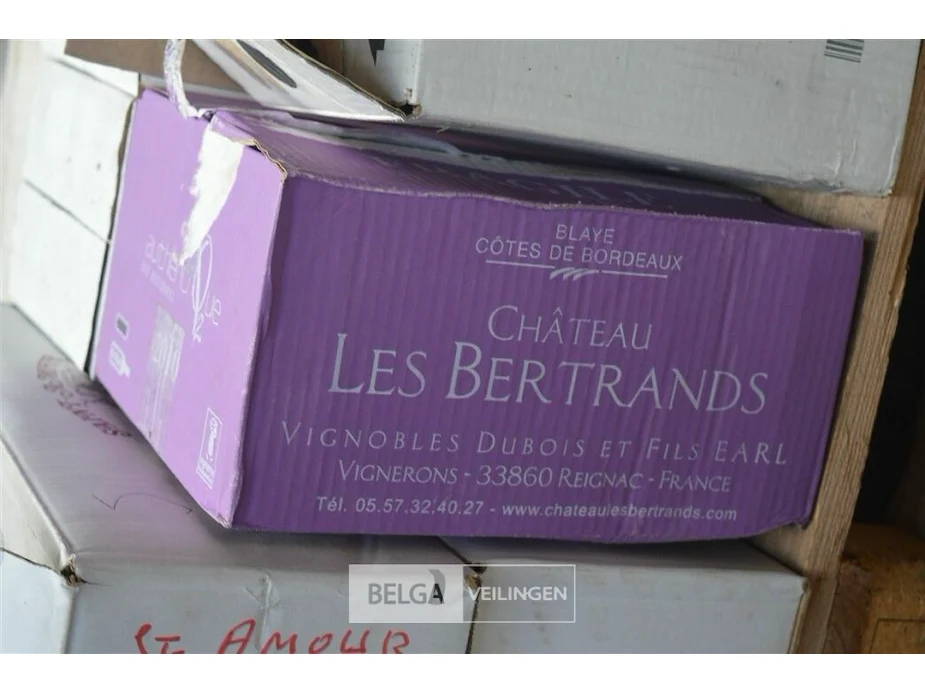 BLAYE
CÔTES DE BORDEAUX
CHÂTEAU
LES BERTRANDS
VIGNOBLES DUBOIS ET FILS EARL
VIGNERONS - 33860 REIGNAC - FRANCE
Tél. 05.57.32.40.27 - www.chateaulesbertrands.com
BELGA VEILINGEN
ST AMOUR